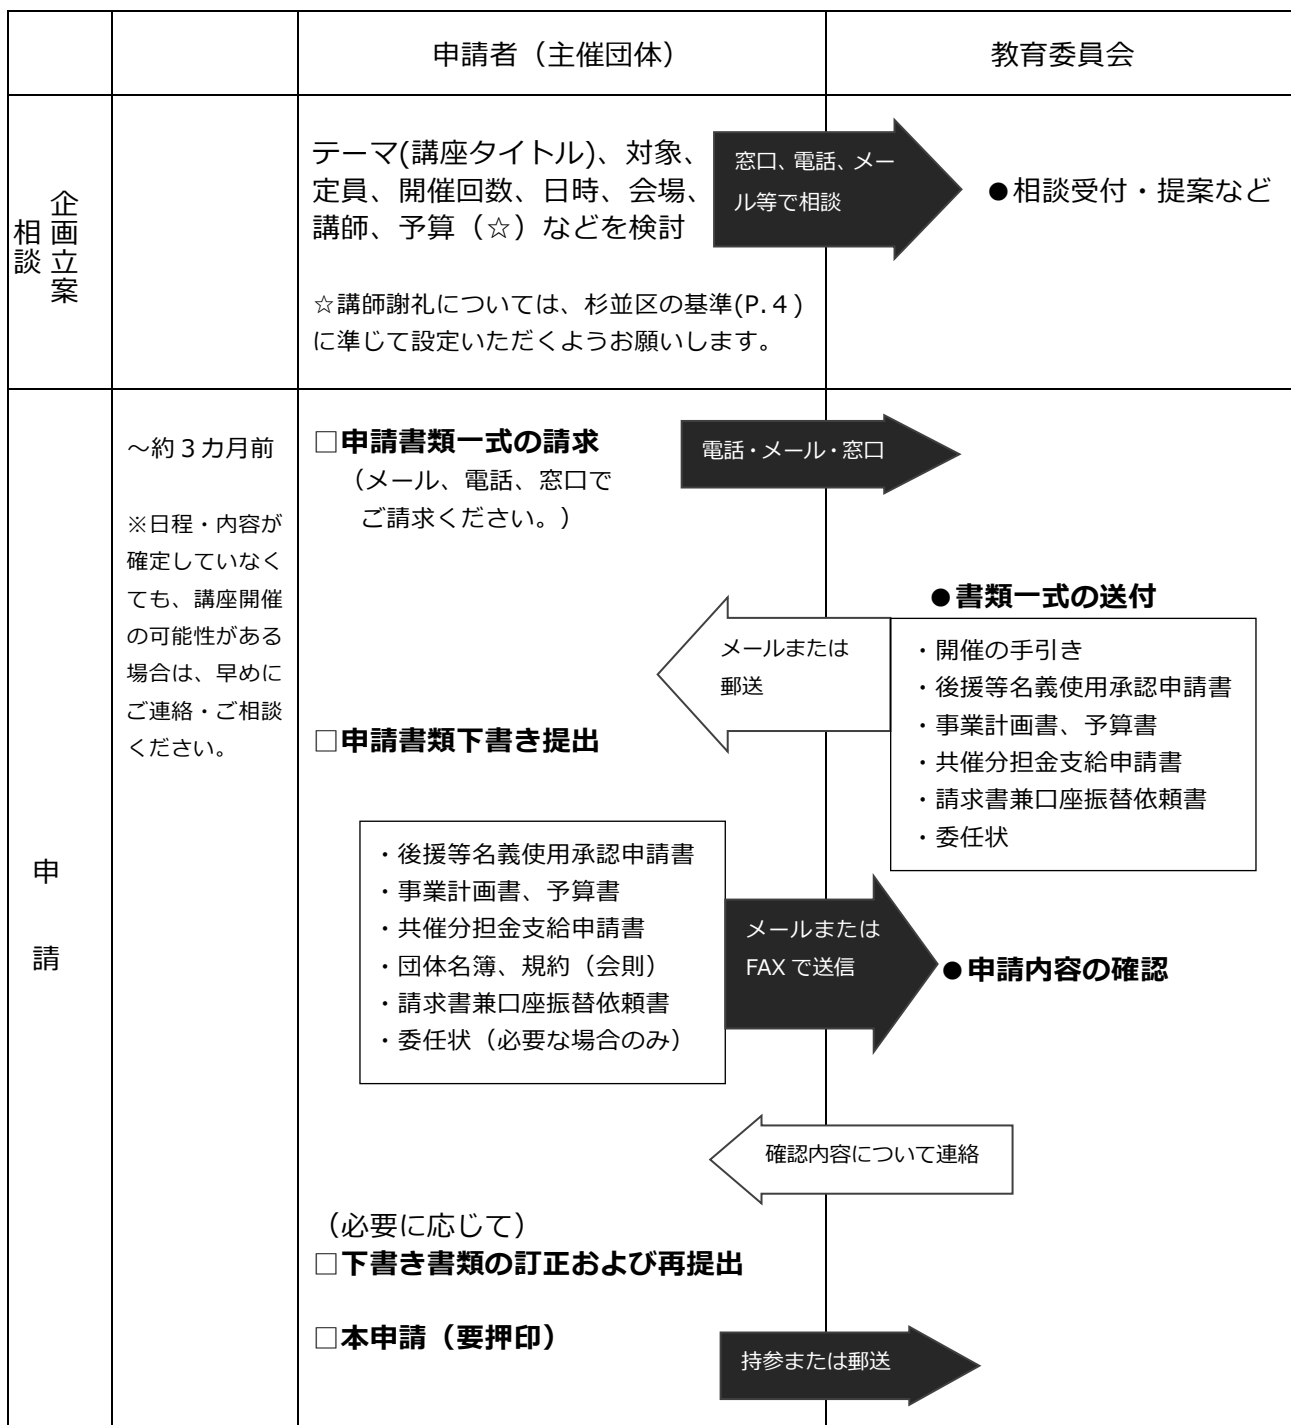 申請者（主催団体）
教育委員会
企画立案
相談
テーマ(講座タイトル)、対象、
定員、開催回数、日時、会場、
講師、予算（☆）などを検討
窓口、電話、メー
ル等で相談
●相談受付・提案など
☆講師謝礼については、杉並区の基準(P.４)
に準じて設定いただくようお願いします。
申請
～約３カ月前
※日程・内容が
確定していなく
ても、講座開催
の可能性がある
場合は、早めに
ご連絡・ご相談
ください。
□申請書類一式の請求
（メール、電話、窓口で
ご請求ください。）
電話・メール・窓口
●書類一式の送付
・開催の手引き
・後援等名義使用承認申請書
・事業計画書、予算書
・共催分担金支給申請書
・請求書兼口座振替依頼書
・委任状
メールまたは
郵送
□申請書類下書き提出
・後援等名義使用承認申請書
・事業計画書、予算書
・共催分担金支給申請書
・団体名簿、規約（会則）
・請求書兼口座振替依頼書
・委任状（必要な場合のみ）
メールまたは
FAXで送信
●申請内容の確認
確認内容について連絡
（必要に応じて）
□下書き書類の訂正および再提出
□本申請（要押印）
持参または郵送